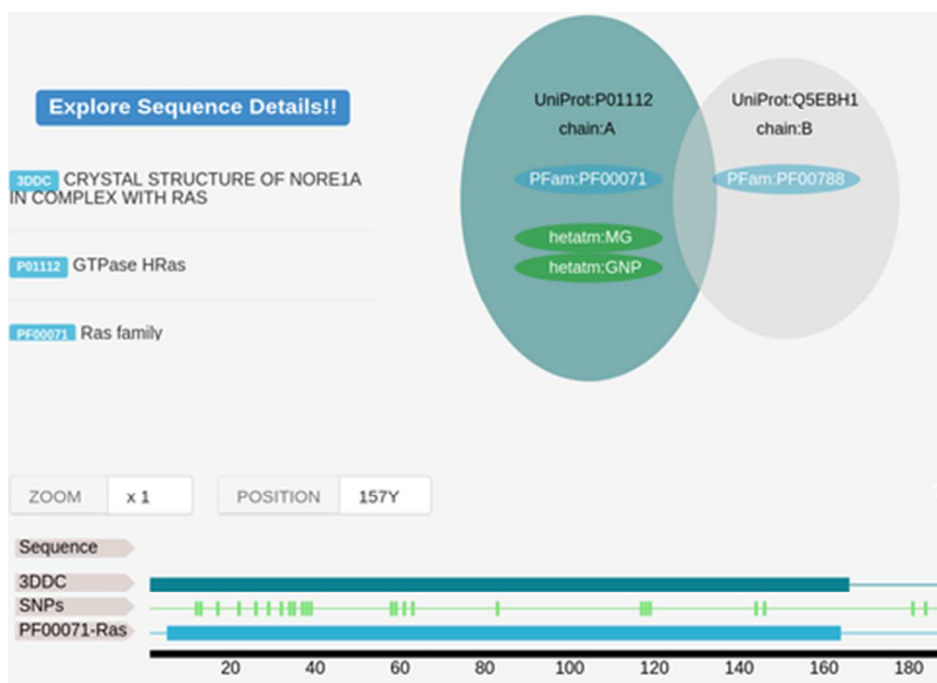 Explore Sequence Details!!
3DDC CRYSTAL STRUCTURE OF NORE1A
IN COMPLEX WITH RAS
P01112 GTPase HRas
PF00071 Ras family
UniProt:P01112
chain:A
PFam:PF00071
hetatm:MG
hetatm:GNP
UniProt:Q5EBH1
chain:B
PFam:PF00788
ZOOM x 1 POSITION 157Y
Sequence
3DDC
SNPs
PF00071-Ras
20 40 60 80 100 120 140 160 180